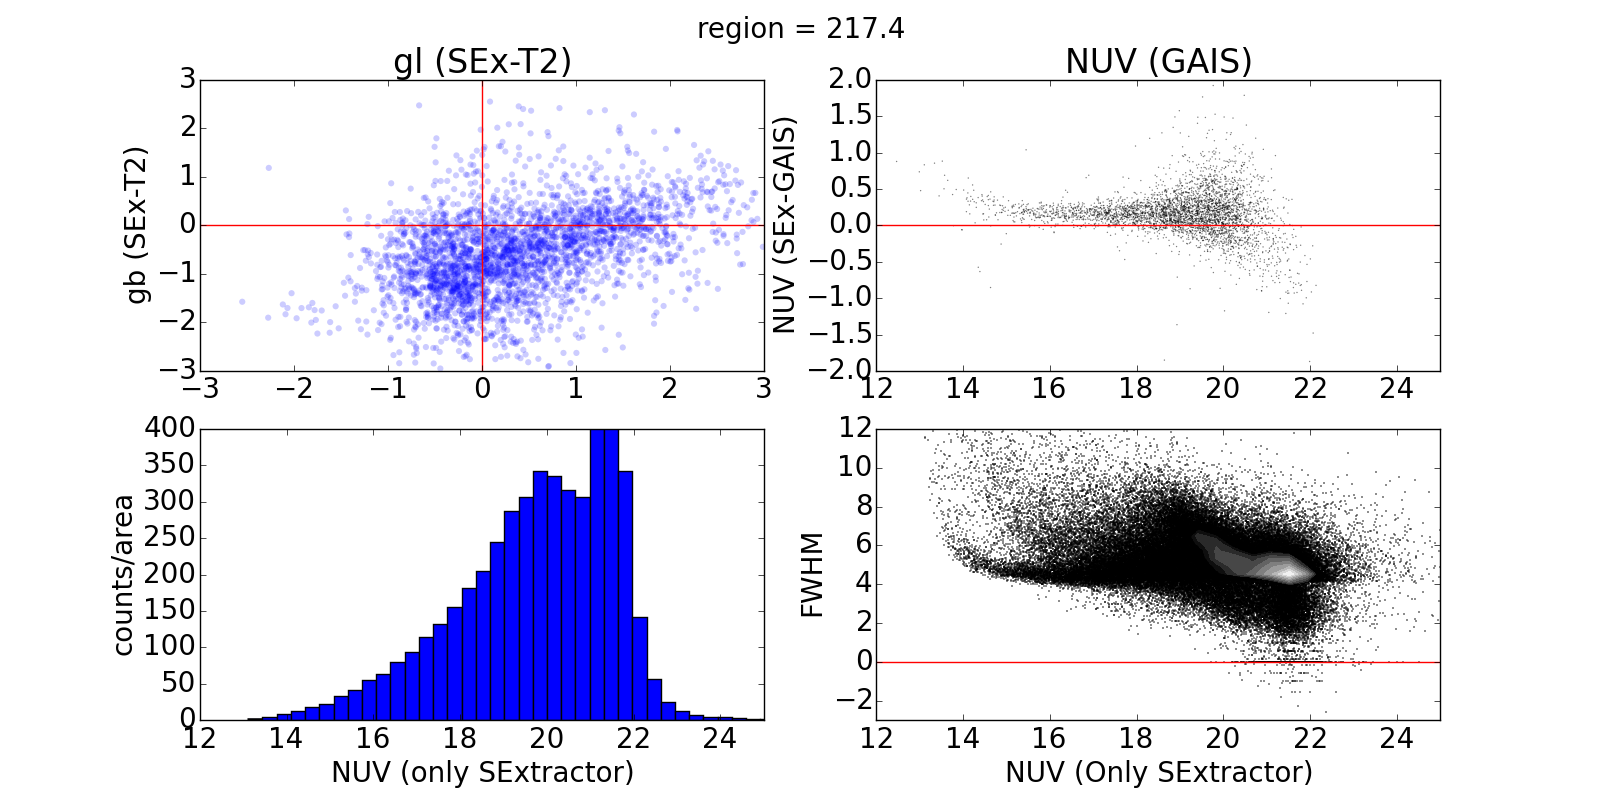 region = 217.4
gl (SEx-T2)
NUV (GAIS)
gb (SEx-T2)
3
2
1
0
−1
−2
−3
−3 −2 −1 0 1 2 3
NUV (SEx-GAIS)
2.0
1.5
1.0
0.5
0.0
−0.5
−1.0
−1.5
−2.0
12 14 16 18 20 22 24
counts/area
400
350
300
250
200
150
100
50
0
12 14 16 18 20 22 24
NUV (only SExtractor)
FWHM
12
10
8
6
4
2
0
−2
12 14 16 18 20 22 24
NUV (Only SExtractor)